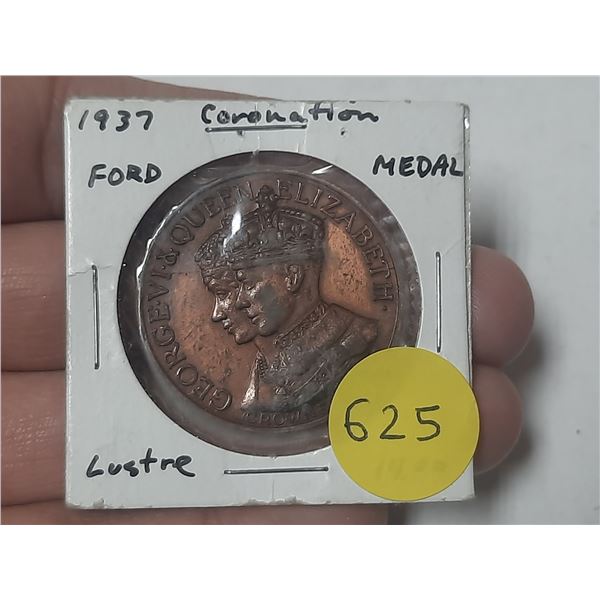 1937 Coronation
FORD MEDAL
GEORGE·VI·& QUEEN·ELIZABETH·
625
Lustre